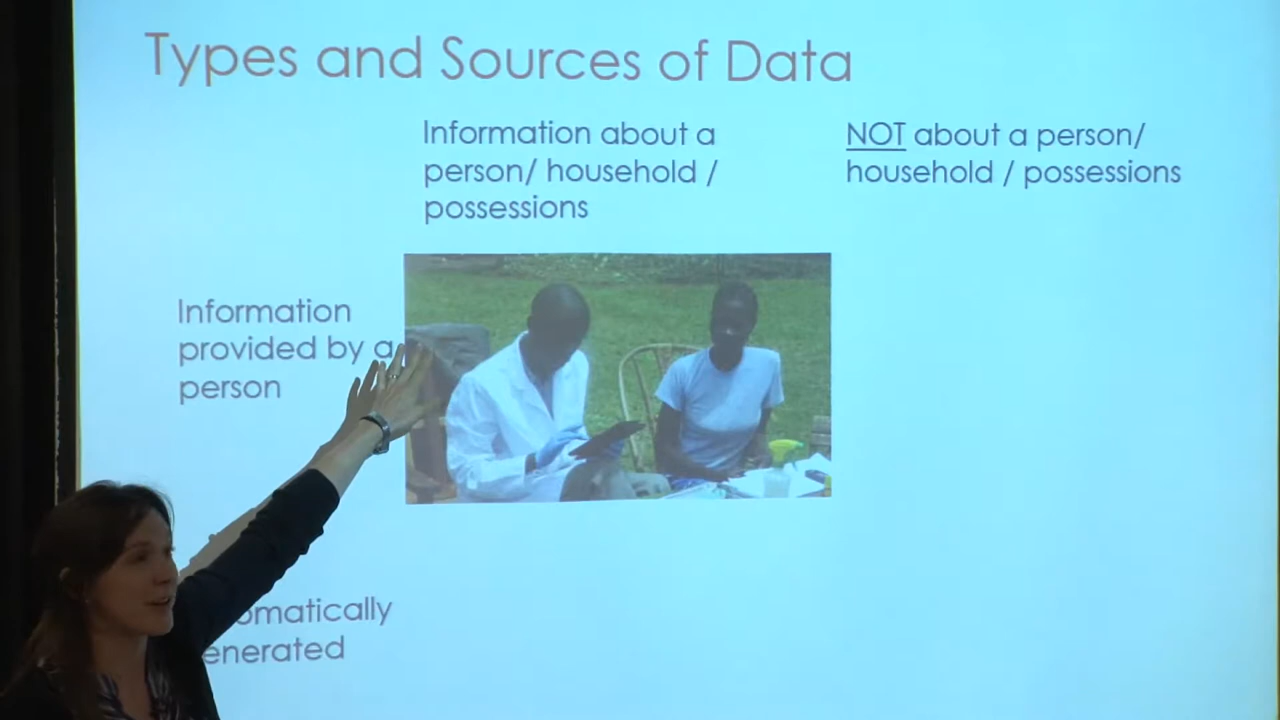 Types and Sources of Data
Information about a
person/ household /
possessions
NOT about a person/
household / possessions
Information
provided by a
person
omatically
enerated